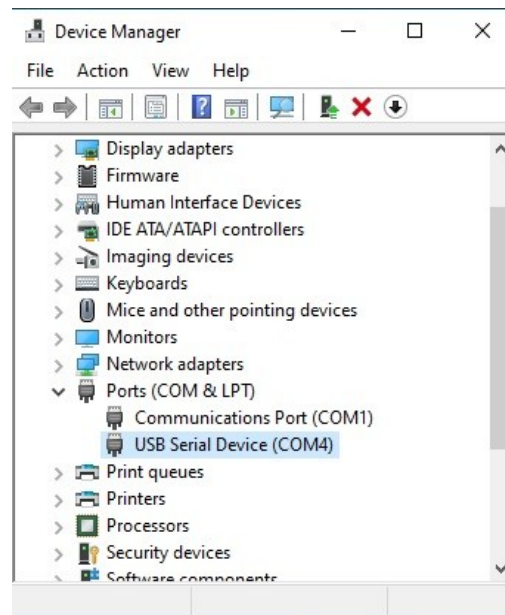 Device Manager
File Action View Help
Display adapters
Firmware
Human Interface Devices
IDE ATA/ATAPI controllers
Imaging devices
Keyboards
Mice and other pointing devices
Monitors
Network adapters
Ports (COM & LPT)
Communications Port (COM1)
USB Serial Device (COM4)
Print queues
Printers
Processors
Security devices
Software components